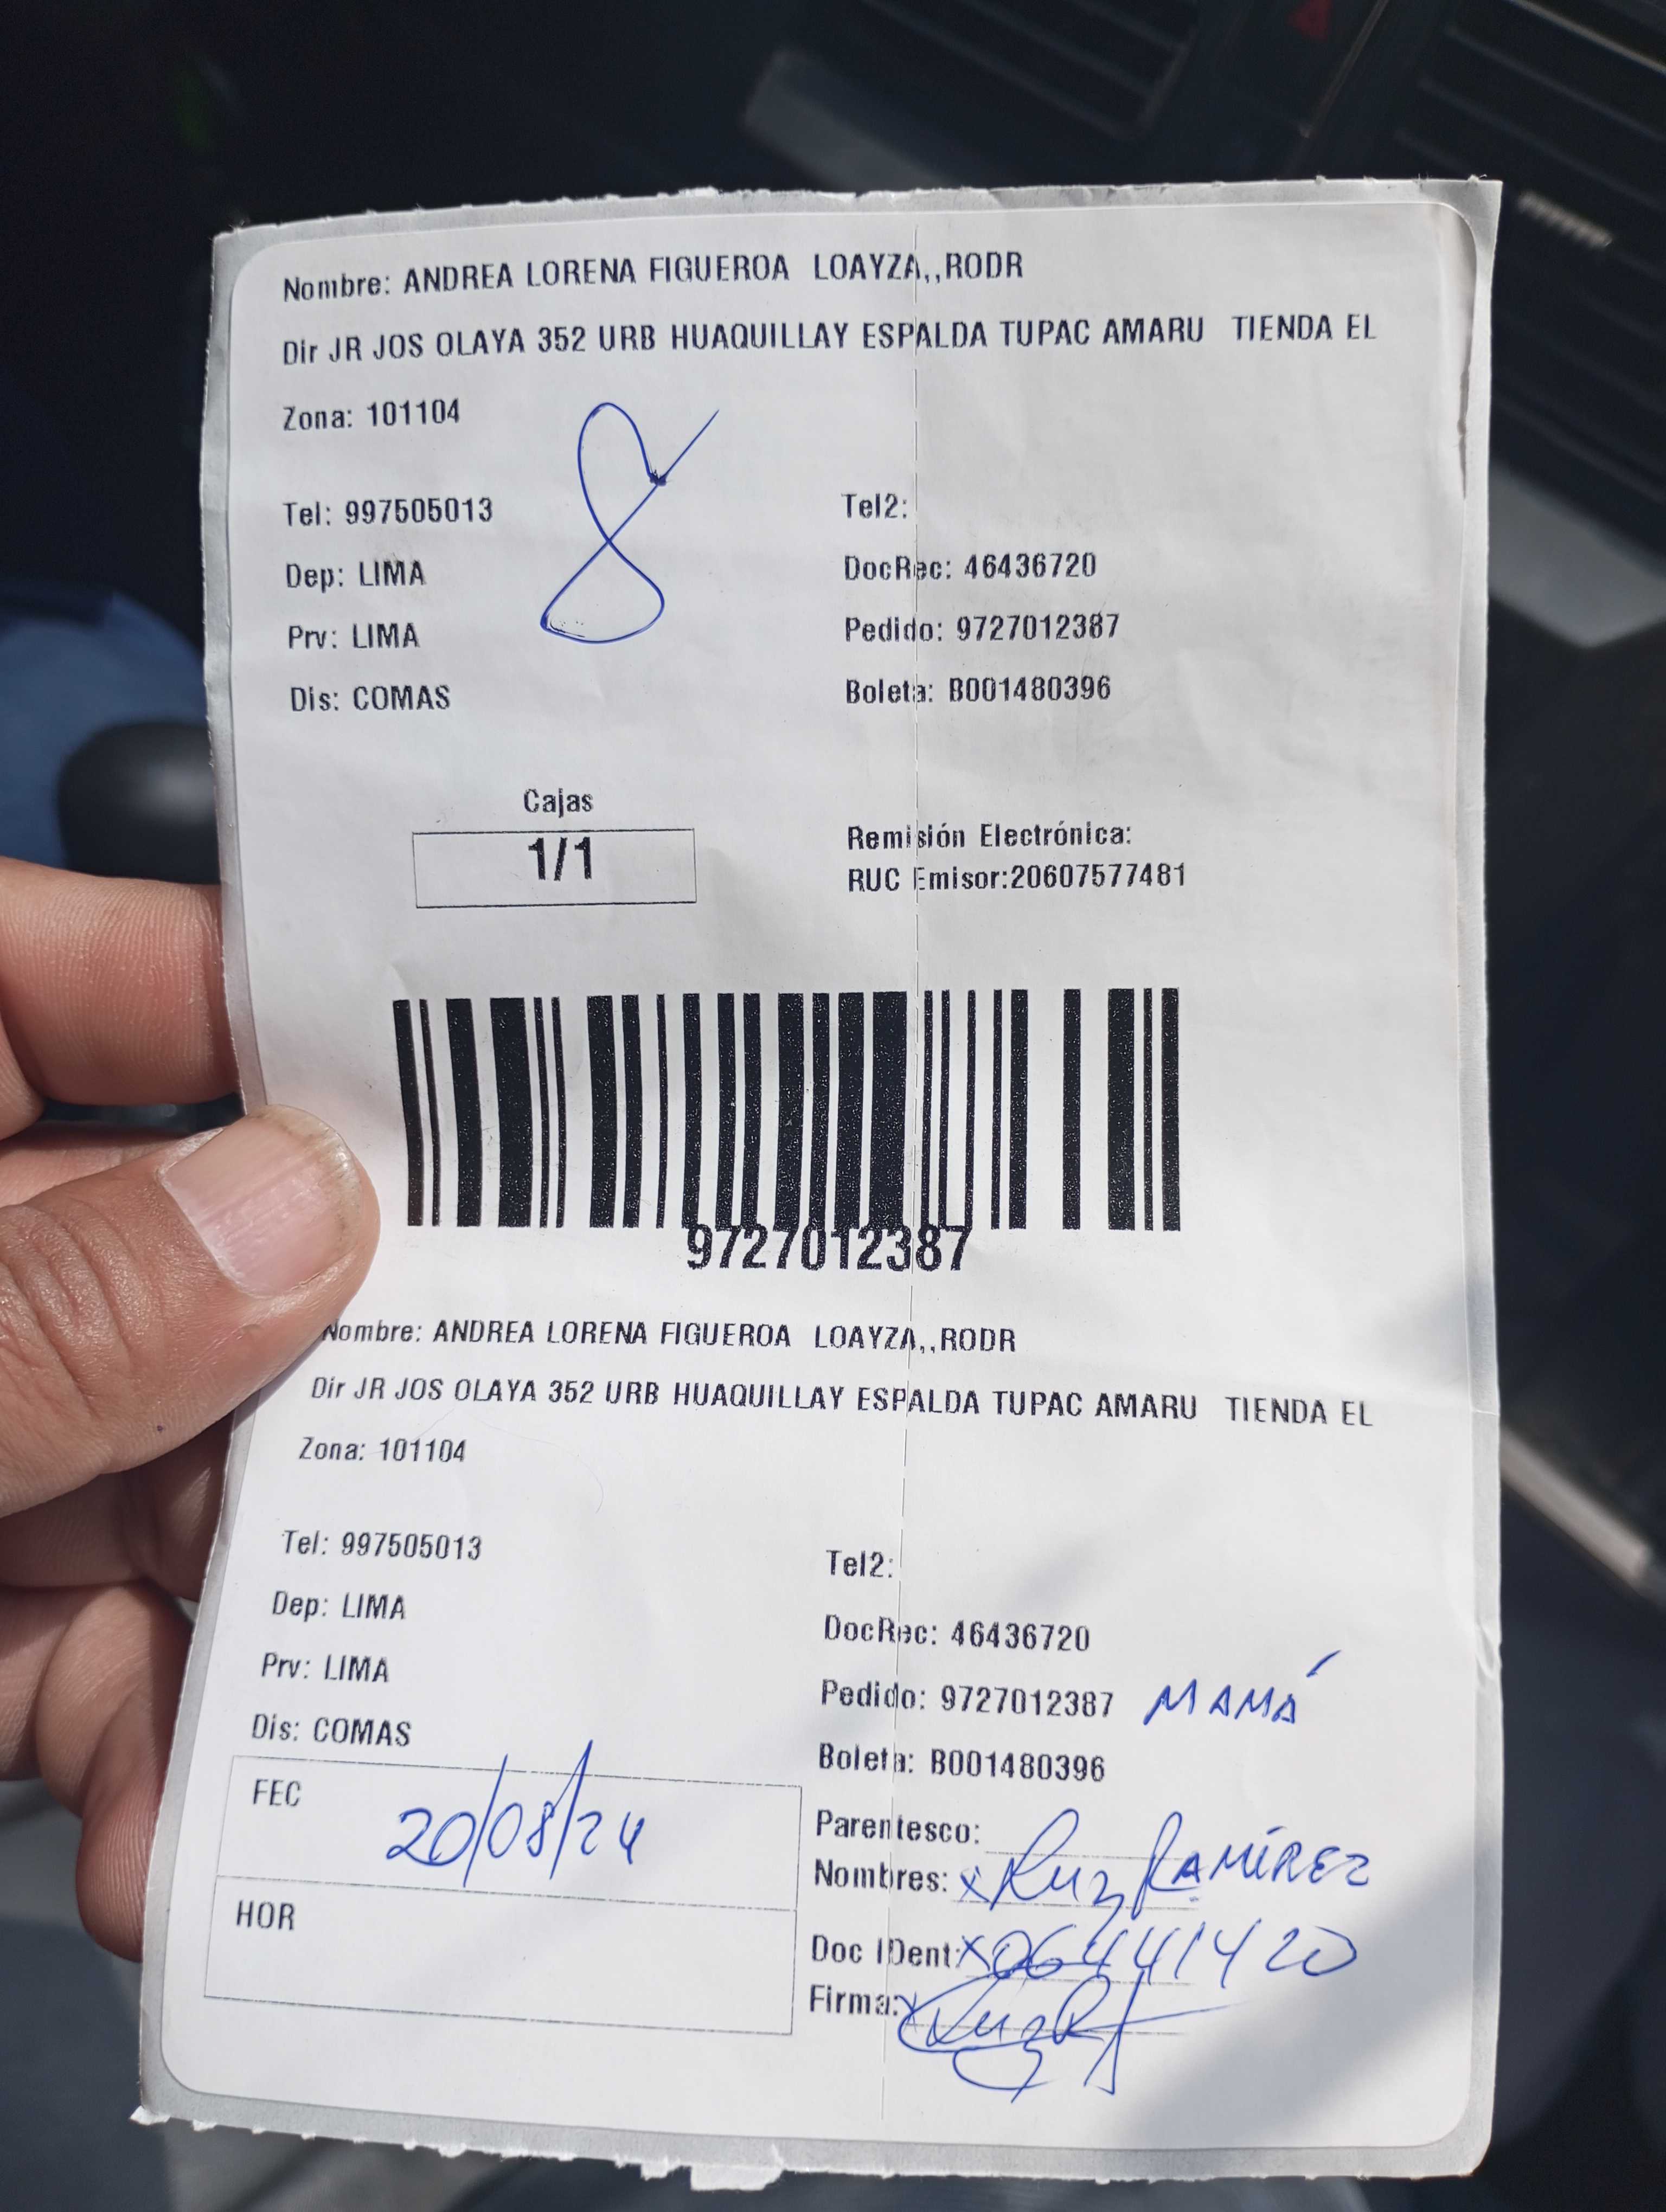 Nombre: ANDREA LORENA FIGUEROA LOAYZA,,RODR
Dir JR JOS OLAYA 352 URB HUAQUILLAY ESPALDA TUPAC AMARU TIENDA EL
Zona: 101104
8
Tel: 997505013
Tel2:
Dep: LIMA
DocRec: 46436720
Prv: LIMA
Pedido: 9727012387
Dis: COMAS
Boleta: B001480396
Cajas
1/1
Remisión Electrónica:
RUC Emisor:20607577481
9727012387
Nombre: ANDREA LORENA FIGUEROA LOAYZA,,RODR
Dir JR JOS OLAYA 352 URB HUAQUILLAY ESPALDA TUPAC AMARU TIENDA EL
Zona: 101104
Tel: 997505013
Tel2:
Dep: LIMA
DocRec: 46436720
Prv: LIMA
Pedido: 9727012387 MAMÁ
Dis: COMAS
Boleta: B001480396
FEC 20/08/24
Parentesco:
Nombres: x Luz RAMÍREZ
HOR
Doc IDent: x 06441420
Firma: x